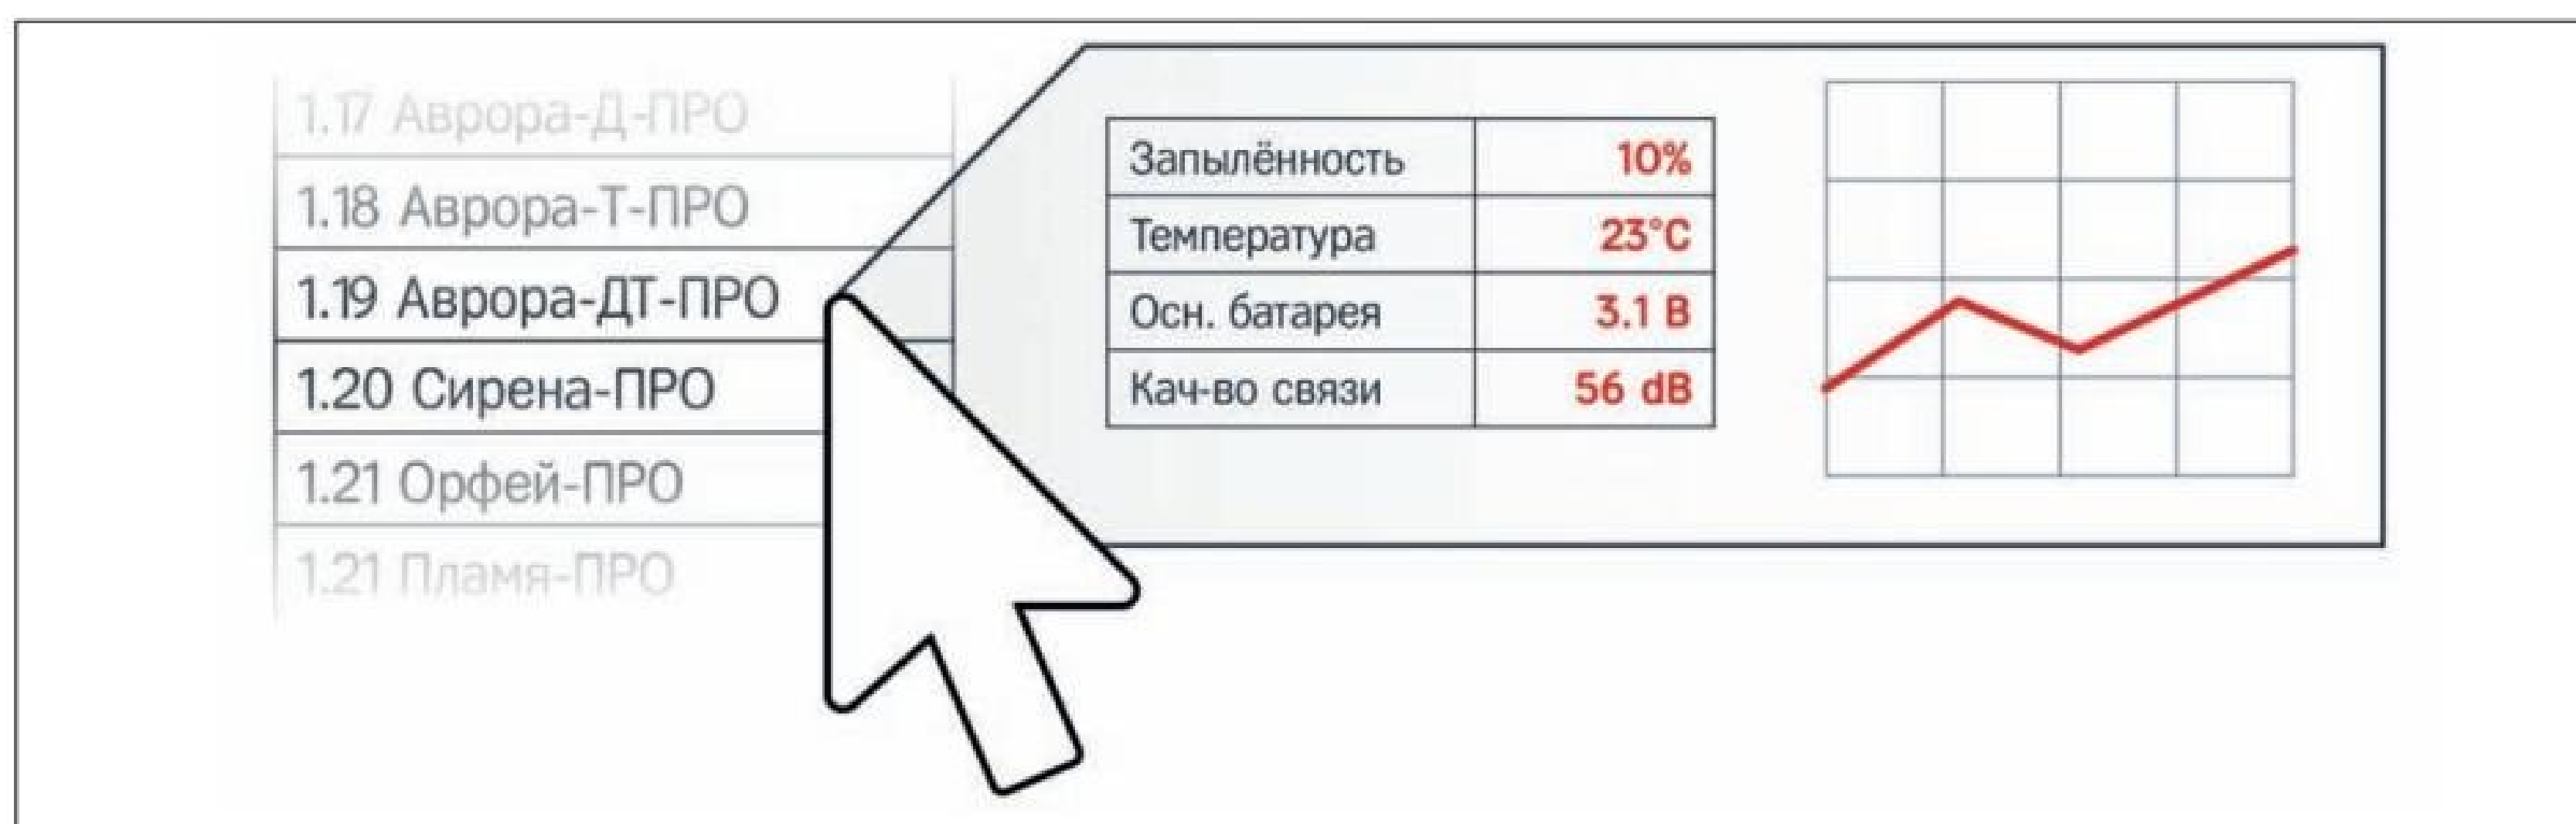 1.17 Аврора-Д-ПРО
1.18 Аврора-Т-ПРО
1.19 Аврора-ДТ-ПРО
1.20 Сирена-ПРО
1.21 Орфей-ПРО
1.21 Пламя-ПРО
Запылённость 10%
Температура 23°C
Осн. батарея 3.1 В
Кач-во связи 56 dB